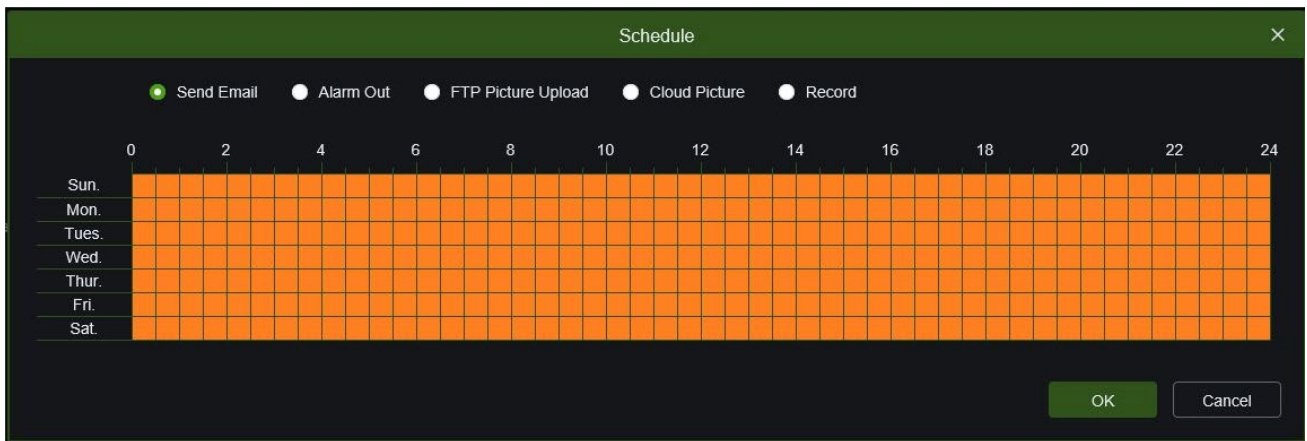 Schedule
Send Email Alarm Out FTP Picture Upload Cloud Picture Record
0 2 4 6 8 10 12 14 16 18 20 22 24
Sun.
Mon.
Tues.
Wed.
Thur.
Fri.
Sat.
OK Cancel